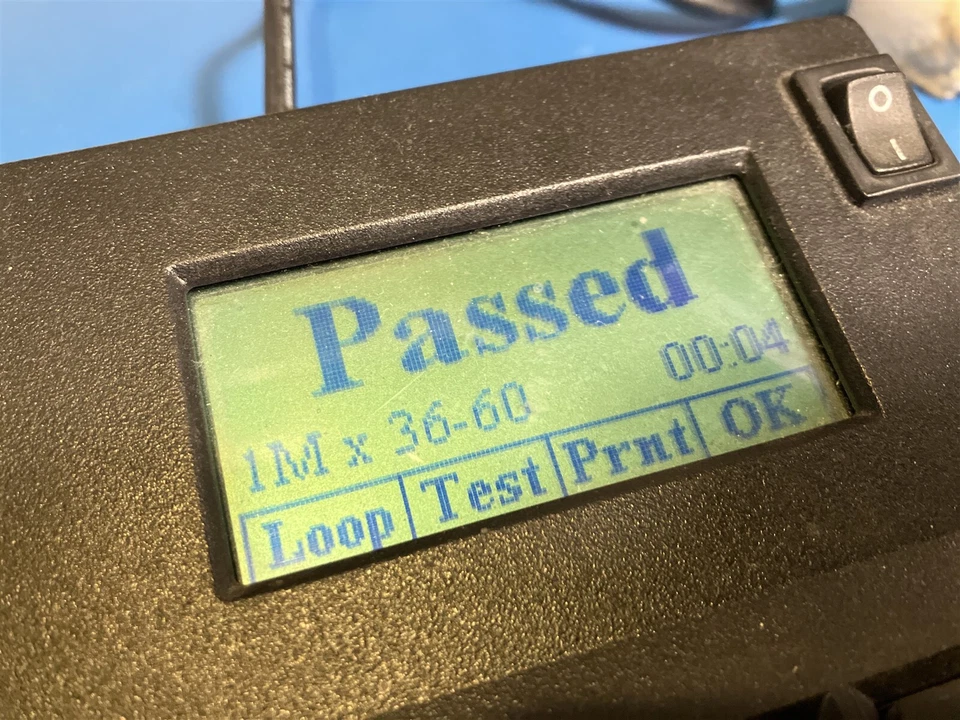 O
I
Passed
1M x 36-60 00:04
Loop Test Prnt OK